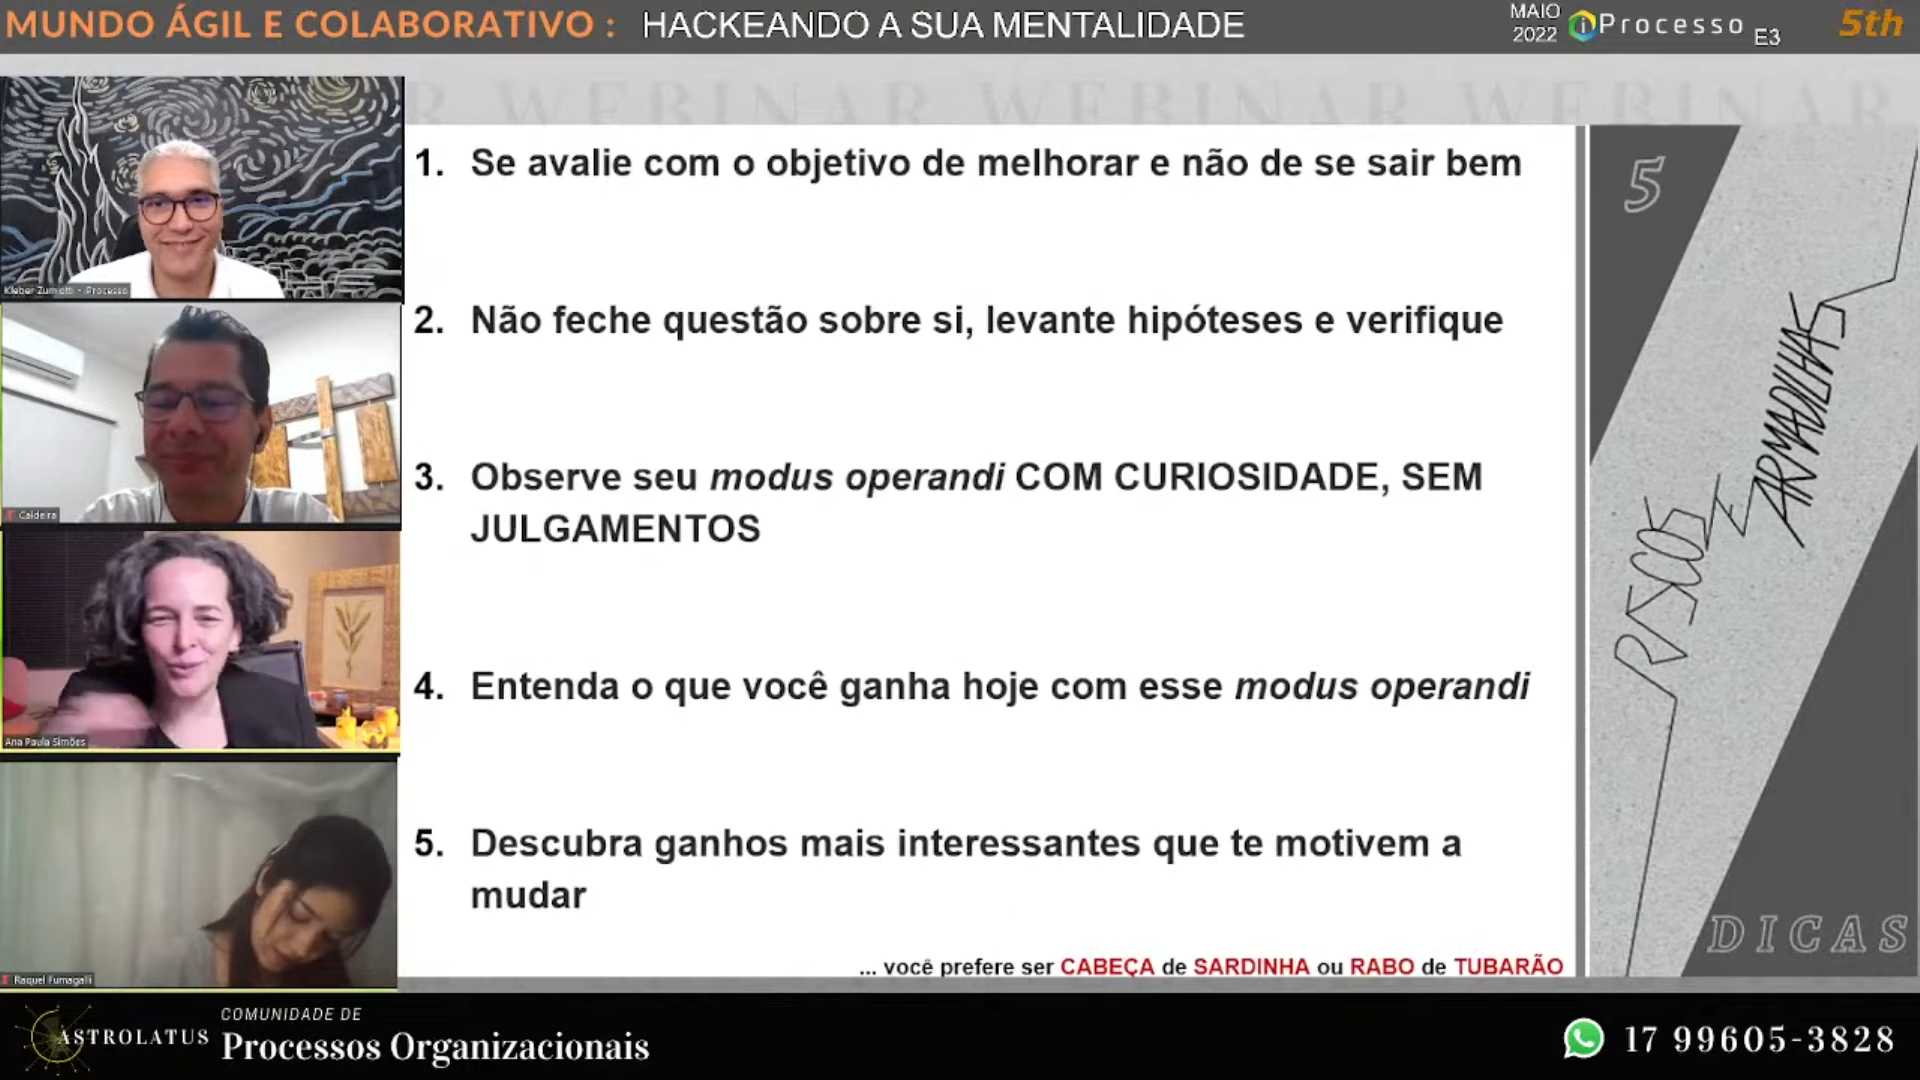 MUNDO ÁGIL E COLABORATIVO : HACKEANDO A SUA MENTALIDADE
MAIO
2022
iProcesso
E3
5th
R WEBINAR WEBINAR WEBINAR
Kleber Zumiotti - Processo
Caldeira
Ana Paula Simões
Raquel Fumagalli
1. Se avalie com o objetivo de melhorar e não de se sair bem
2. Não feche questão sobre si, levante hipóteses e verifique
3. Observe seu modus operandi COM CURIOSIDADE, SEM
JULGAMENTOS
4. Entenda o que você ganha hoje com esse modus operandi
5. Descubra ganhos mais interessantes que te motivem a
mudar
... você prefere ser CABEÇA de SARDINHA ou RABO de TUBARÃO
5
RISCOS E ARMADILHAS
DICAS
ASTROLATUS
COMUNIDADE DE
Processos Organizacionais
17 99605-3828